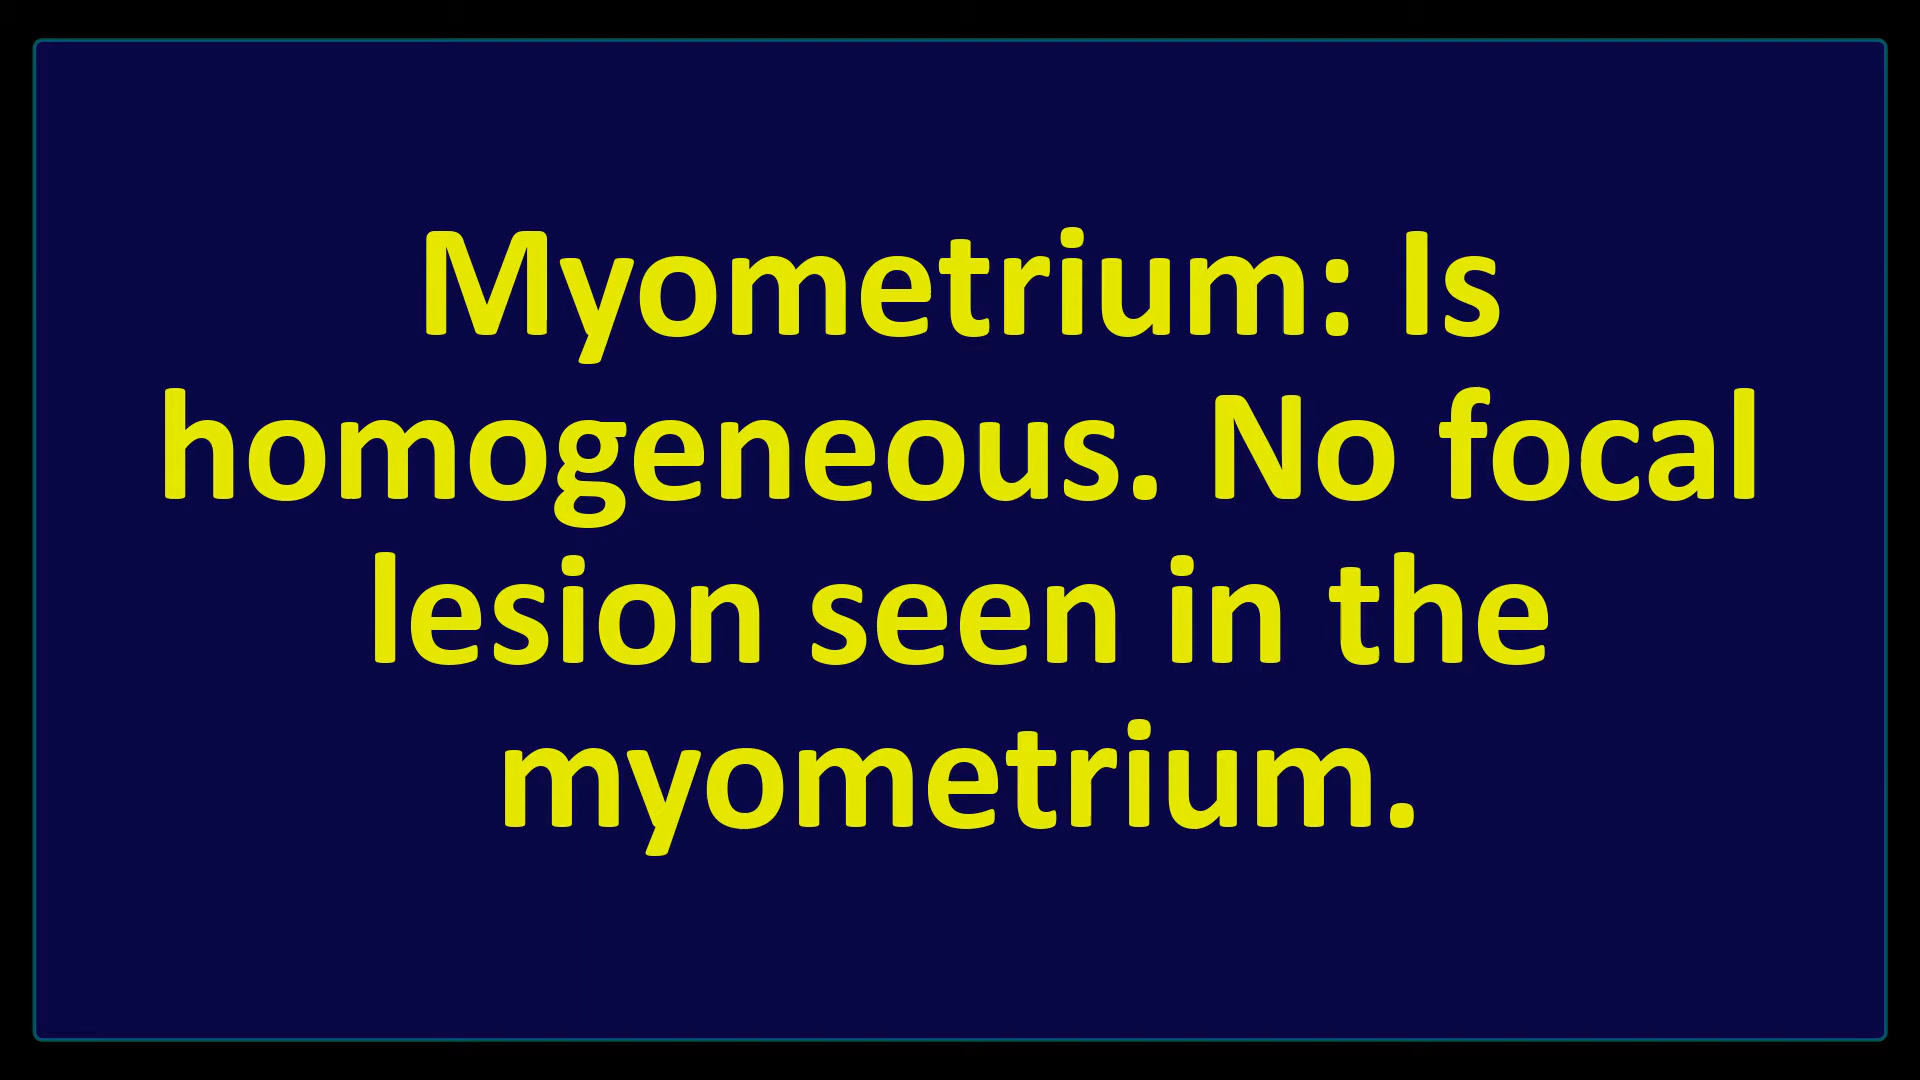 Myometrium: Is
homogeneous. No focal
lesion seen in the
myometrium.